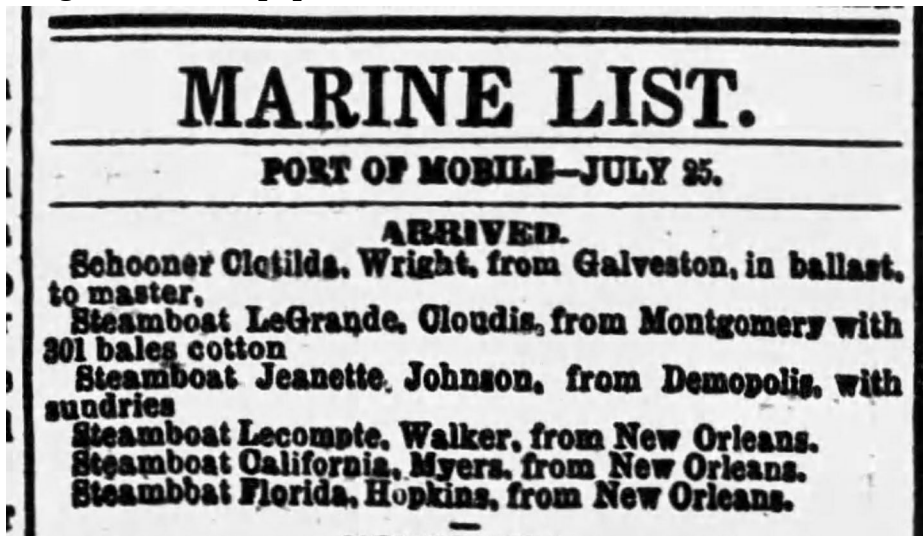 MARINE LIST.
PORT OF MOBILE—JULY 25.
ARRIVED.
Schooner Clotilda, Wright, from Galveston, in ballast,
to master,
Steamboat LeGrande, Cloudis, from Montgomery with
301 bales cotton
Steamboat Jeanette, Johnson, from Demopolis, with
sundries
Steamboat Lecompte, Walker, from New Orleans.
Steamboat California, Myers, from New Orleans.
Steambbat Florida, Hopkins, from New Orleans.